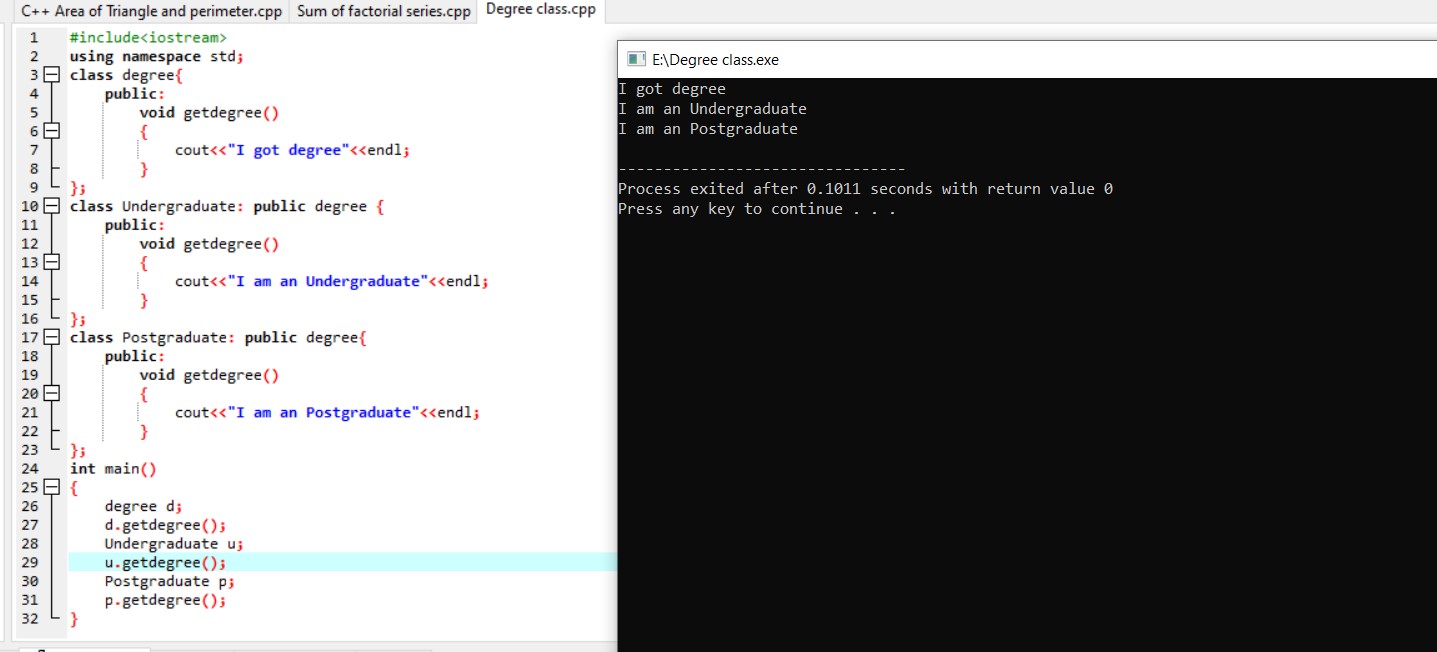 C++ Area of Triangle and perimeter.cpp Sum of factorial series.cpp Degree class.cpp
1 #include<iostream>
2 using namespace std;
3 class degree{
4 public:
5 void getdegree()
6 {
7 cout<<"I got degree"<<endl;
8 }
9 };
10 class Undergraduate: public degree {
11 public:
12 void getdegree()
13 {
14 cout<<"I am an Undergraduate"<<endl;
15 }
16 };
17 class Postgraduate: public degree{
18 public:
19 void getdegree()
20 {
21 cout<<"I am an Postgraduate"<<endl;
22 }
23 };
24 int main()
25 {
26 degree d;
27 d.getdegree();
28 Undergraduate u;
29 u.getdegree();
30 Postgraduate p;
31 p.getdegree();
32 }
E:\Degree class.exe
I got degree
I am an Undergraduate
I am an Postgraduate
--------------------------------
Process exited after 0.1011 seconds with return value 0
Press any key to continue . . .